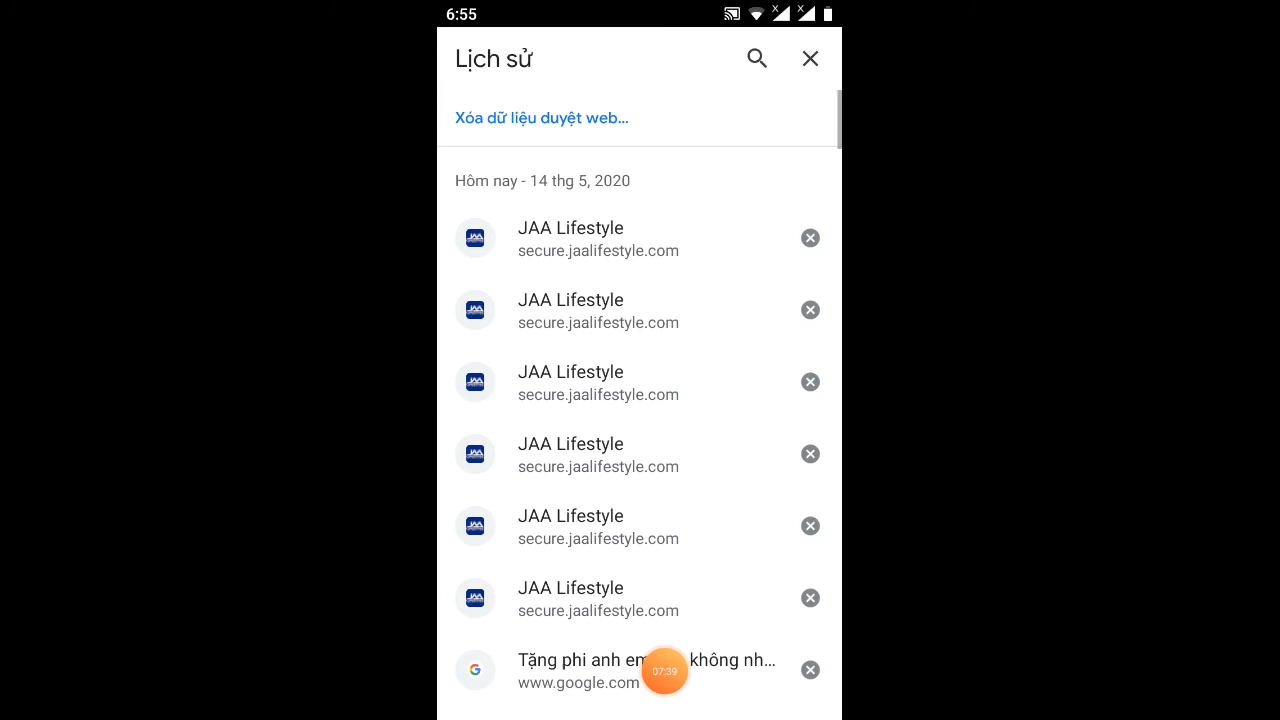 6:55
Lịch sử
Xóa dữ liệu duyệt web...
Hôm nay - 14 thg 5, 2020
JAA Lifestyle
secure.jaalifestyle.com
JAA Lifestyle
secure.jaalifestyle.com
JAA Lifestyle
secure.jaalifestyle.com
JAA Lifestyle
secure.jaalifestyle.com
JAA Lifestyle
secure.jaalifestyle.com
JAA Lifestyle
secure.jaalifestyle.com
Tặng phi anh không nh...
07:39
www.google.com